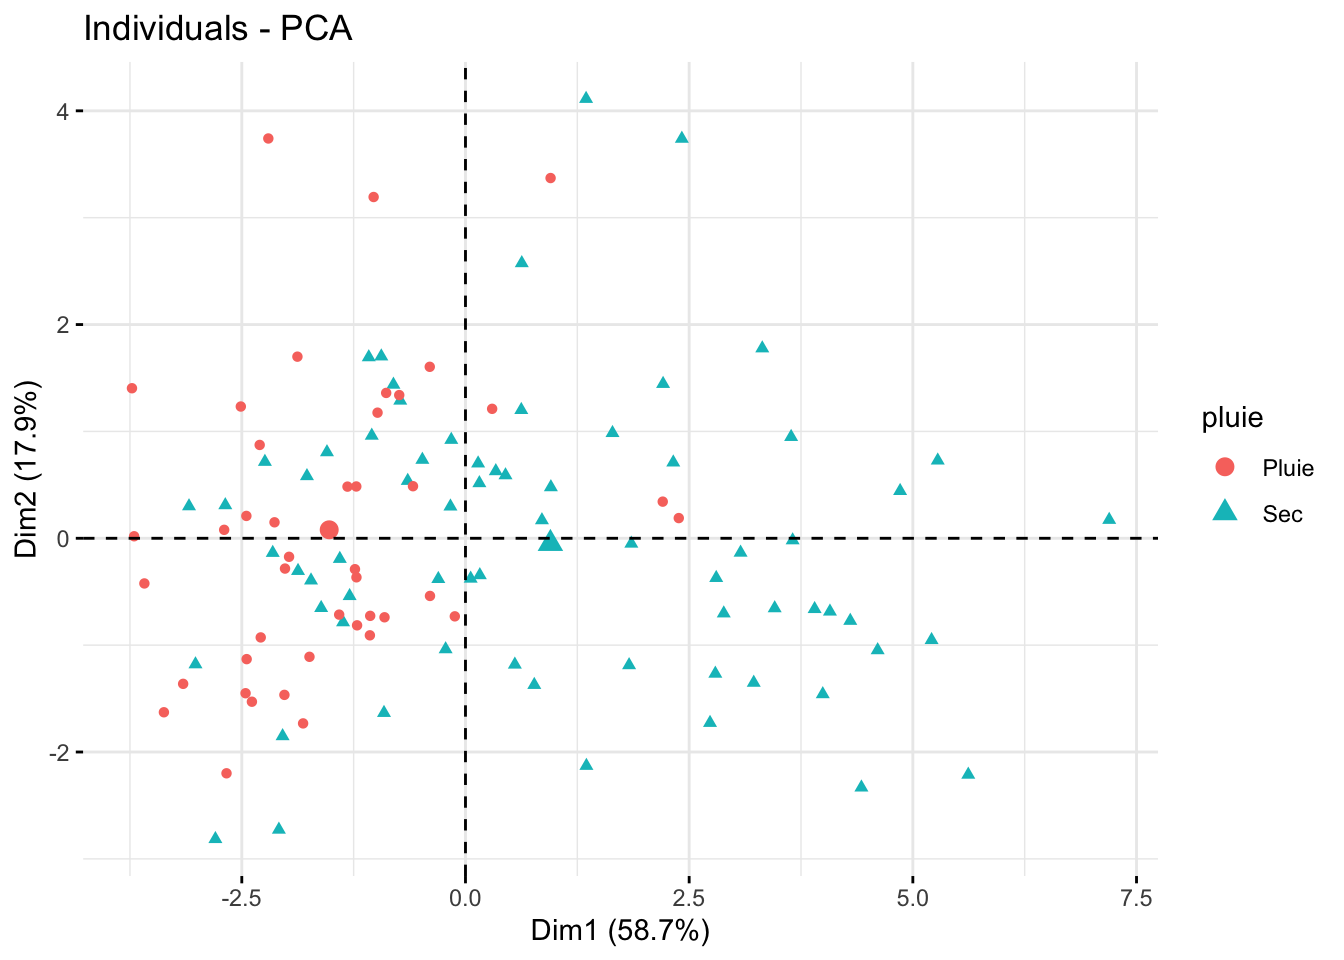 Individuals - PCA
4
2
0
-2
Dim2 (17.9%)
-2.5
0.0
2.5
5.0
7.5
Dim1 (58.7%)
pluie
Pluie
Sec